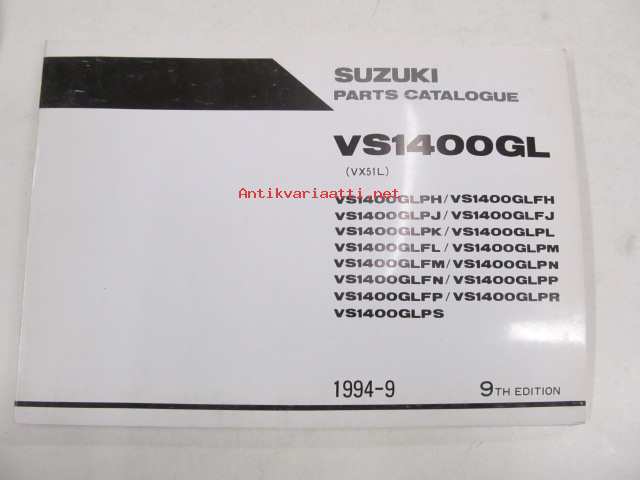 SUZUKI
PARTS CATALOGUE
VS1400GL
(VX51L)
Antikvariaatti.net
VS1400GLPH/VS1400GLFH
VS1400GLPJ/VS1400GLFJ
VS1400GLPK/VS1400GLPL
VS1400GLFL/VS1400GLPM
VS1400GLFM/VS1400GLPN
VS1400GLFN/VS1400GLPP
VS1400GLFP/VS1400GLPR
VS1400GLPS
1994-9 9TH EDITION